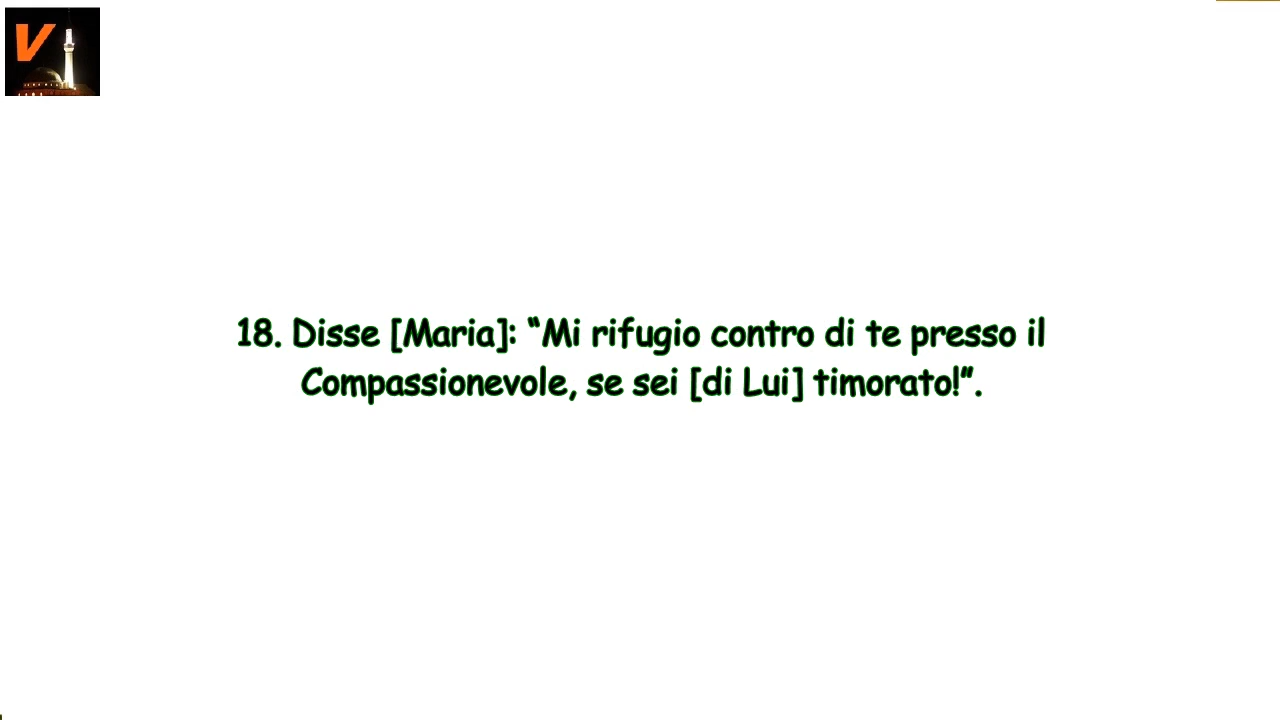 V
18. Disse [Maria]: “Mi rifugio contro di te presso il
Compassionevole, se sei [di Lui] timorato!”.